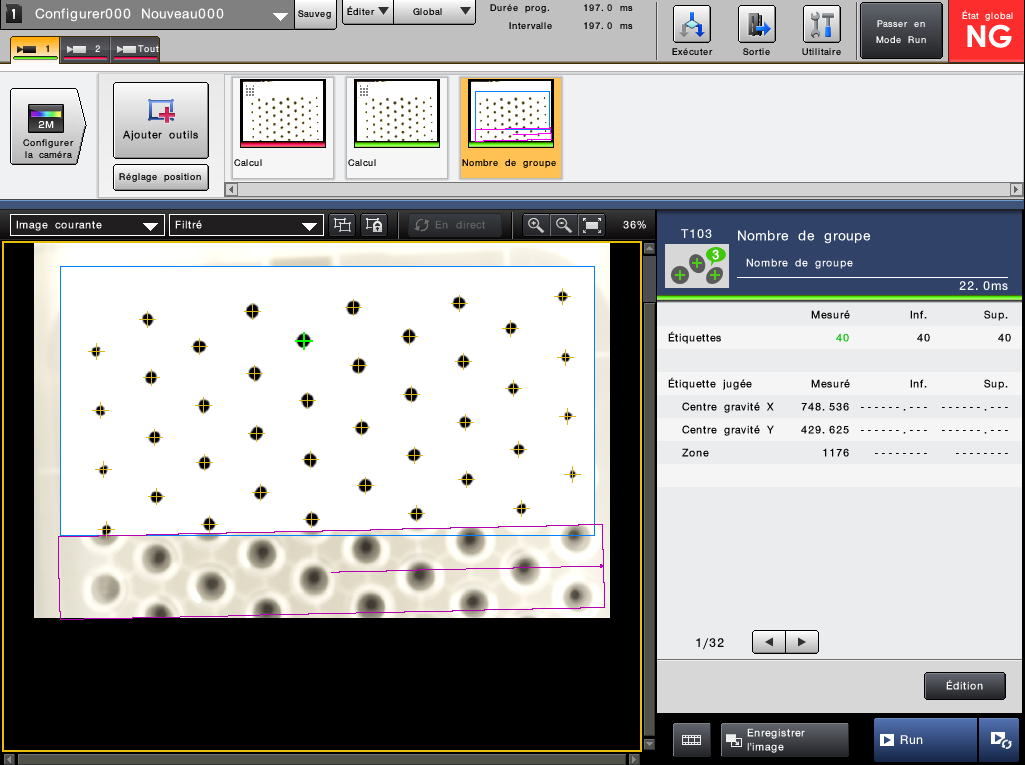 1 Configurer000 Nouveau000
Sauveg
Éditer
Global
Durée prog. 197.0 ms
Intervalle 197.0 ms
Exécuter
Sortie
Utilitaire
Passer en
Mode Run
État global
NG
1
2
Tout
2M
Configurer
la caméra
Ajouter outils
Réglage position
Calcul
Calcul
Nombre de groupe
Image courante
Filtré
En direct
36%
T103
3
Nombre de groupe
Nombre de groupe
22.0ms
Mesuré Inf. Sup.
Étiquettes 40 40 40
Étiquette jugée Mesuré Inf. Sup.
Centre gravité X 748.536 ------.--- ------.---
Centre gravité Y 429.625 ------.--- ------.---
Zone 1176 -------- --------
1/32
Édition
Enregistrer
l'image
Run